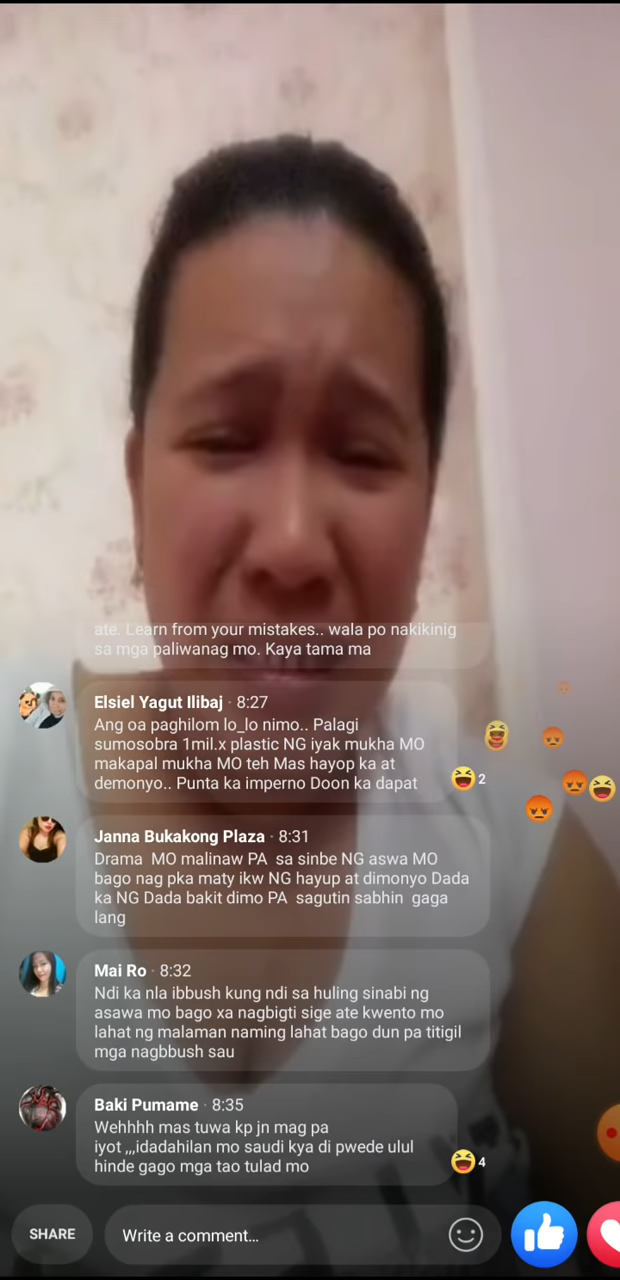 ate. Learn from your mistakes.. wala po nakikinig
sa mga paliwanag mo. Kaya tama ma
Elsiel Yagut Ilibaj · 8:27
Ang oa paghilom lo_lo nimo.. Palagi
sumosobra 1mil.x plastic NG iyak mukha MO
makapal mukha MO teh Mas hayop ka at
demonyo.. Punta ka imperno Doon ka dapat
2
Janna Bukakong Plaza · 8:31
Drama MO malinaw PA sa sinbe NG aswa MO
bago nag pka maty ikw NG hayup at dimonyo Dada
ka NG Dada bakit dimo PA sagutin sabhin gaga
lang
Mai Ro · 8:32
Ndi ka nla ibbush kung ndi sa huling sinabi ng
asawa mo bago xa nagbigti sige ate kwento mo
lahat ng malaman naming lahat bago dun pa titigil
mga nagbbush sau
Baki Pumame · 8:35
Wehhhh mas tuwa kp jn mag pa
iyot ,,,idadahilan mo saudi kya di pwede ulul
hinde gago mga tao tulad mo
4
SHARE
Write a comment...